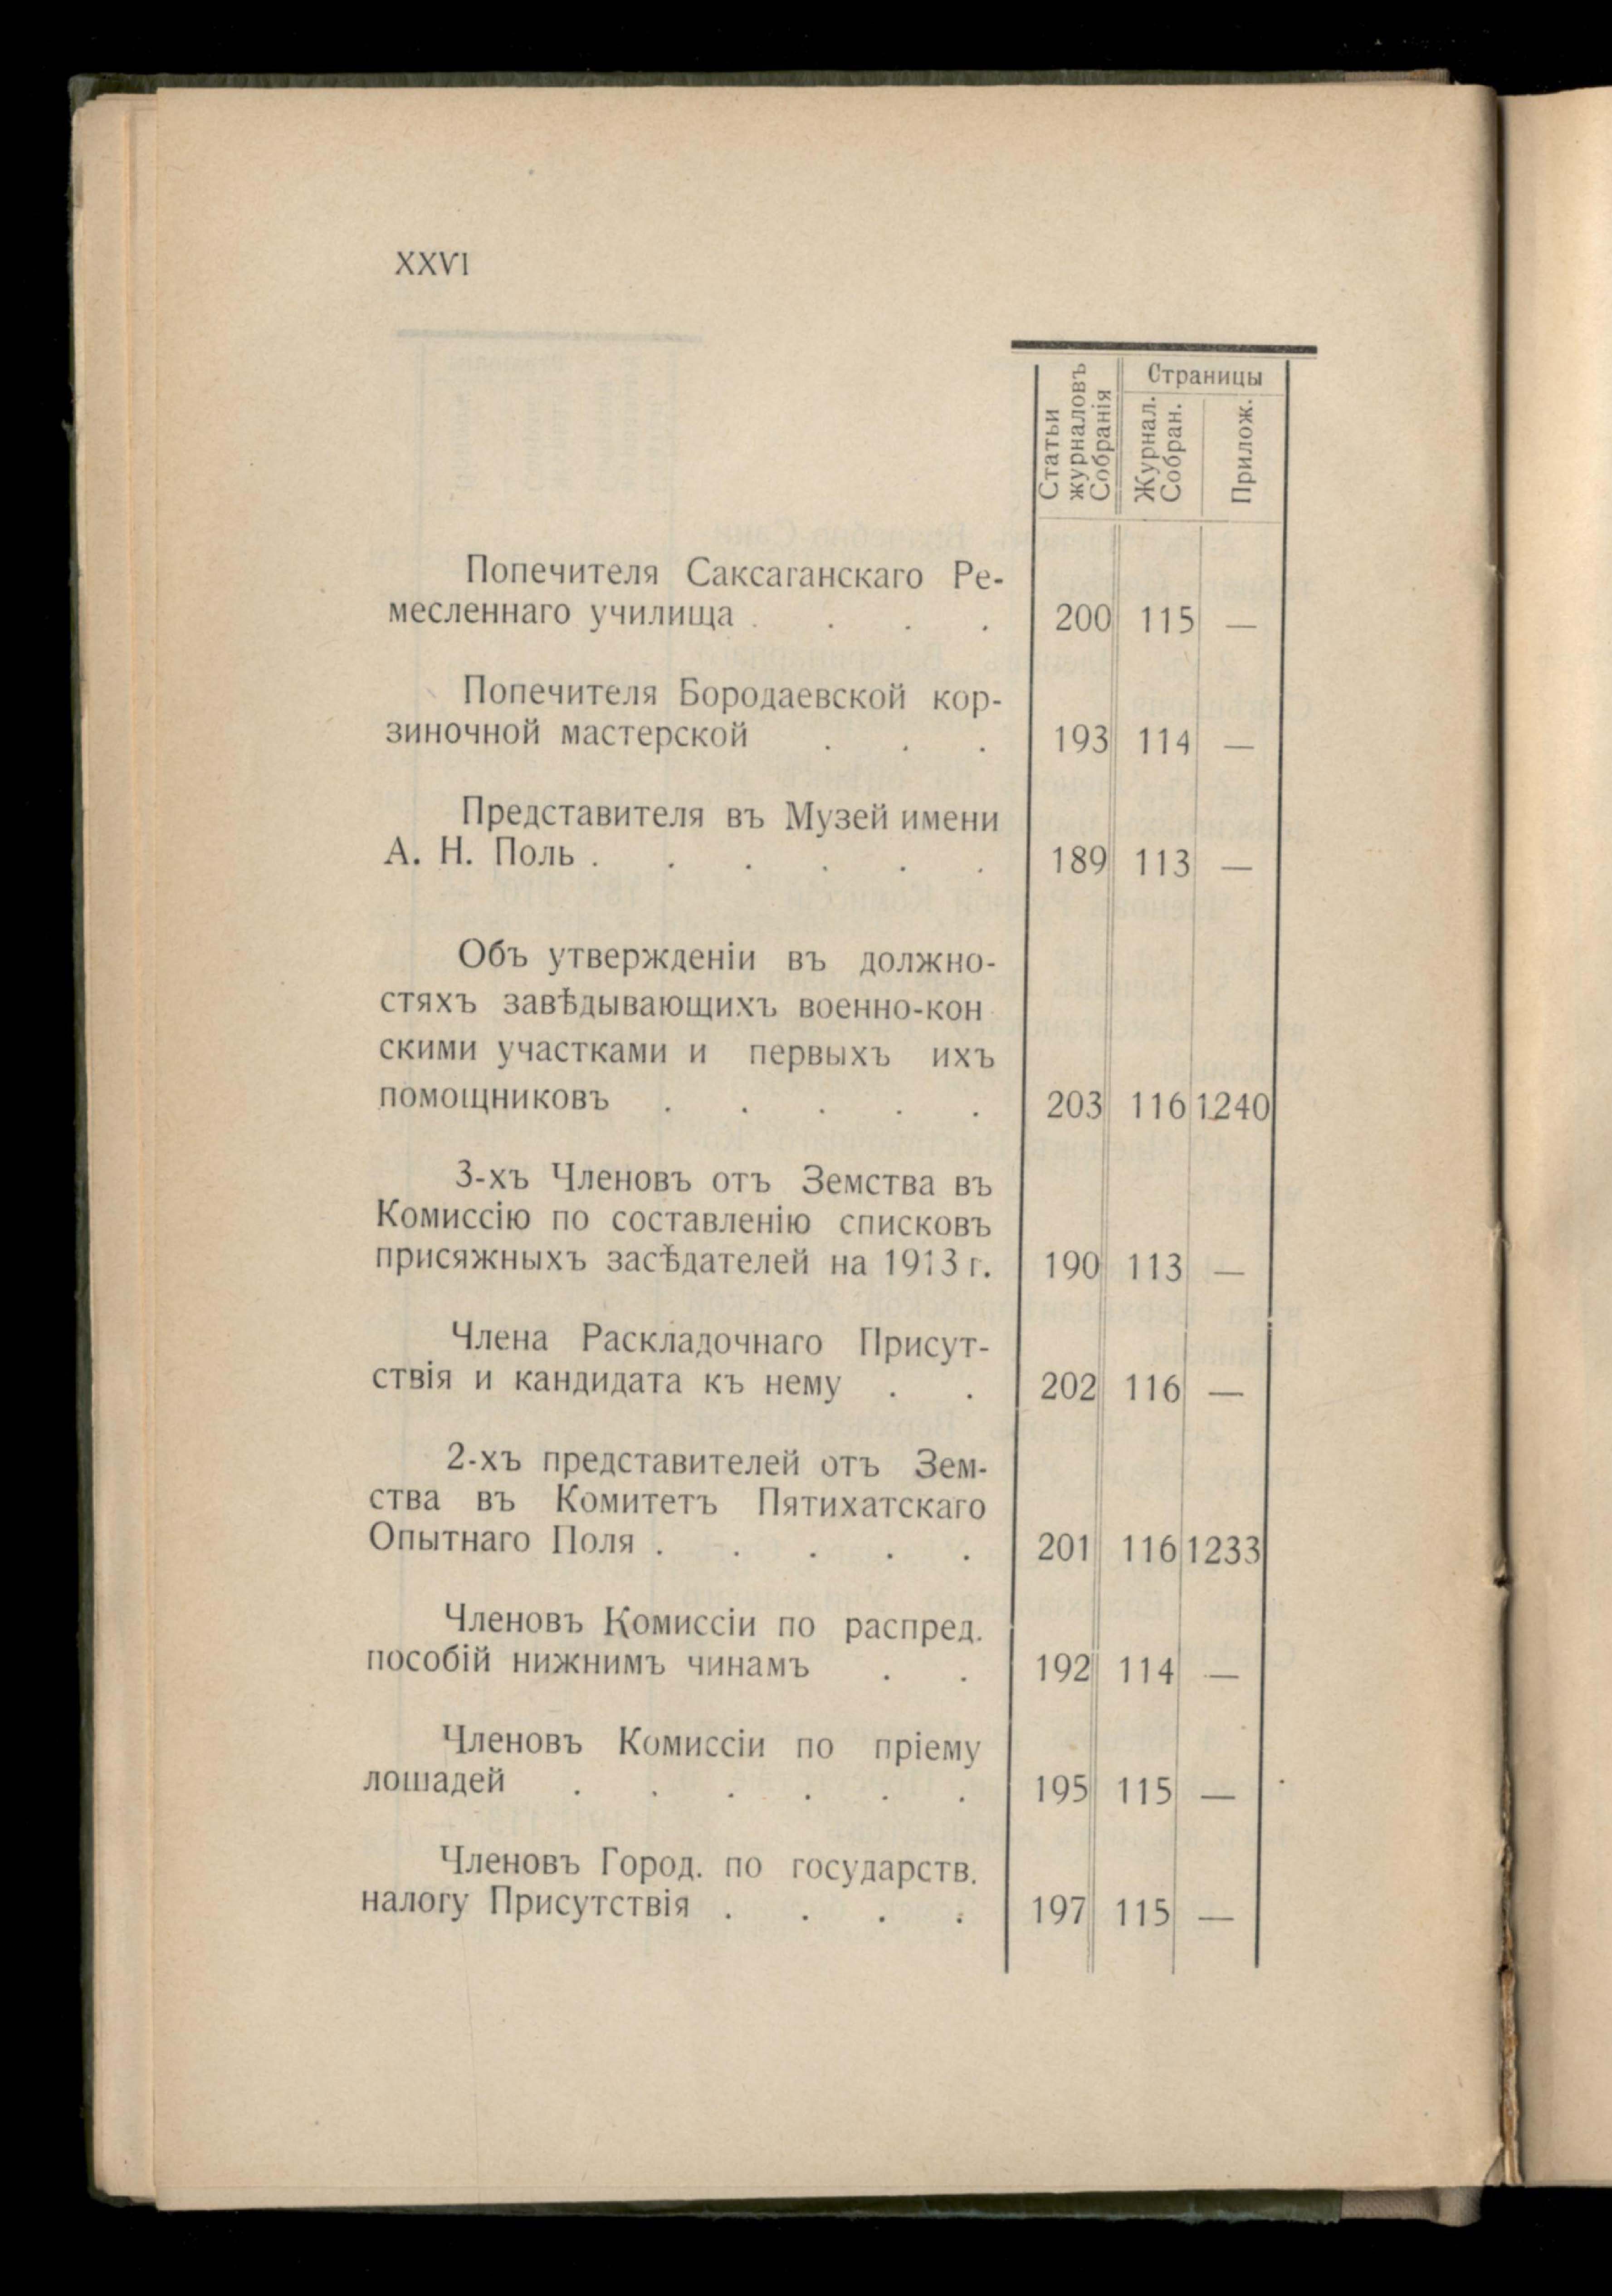 XXVI
Статьи журналовъ Собранія
Страницы
Журнал. Собран.
Прилож.
Попечителя Саксаганскаго Ре-
месленнаго училища . . . . 200 115 —
Попечителя Бородаевской кор-
зиночной мастерской . . . 193 114 —
Представителя въ Музей имени
А. Н. Поль . . . . . . 189 113 —
Объ утвержденіи въ должно-
стяхъ завѣдывающихъ военно-кон
скими участками и первыхъ ихъ
помощниковъ . . . . . 203 116 1240
3-хъ Членовъ отъ Земства въ
Комиссію по составленію списковъ
присяжныхъ засѣдателей на 1913 г. 190 113 —
Члена Раскладочнаго Присут-
ствія и кандидата къ нему . . 202 116 —
2-хъ представителей отъ Зем-
ства въ Комитетъ Пятихатскаго
Опытнаго Поля . . . . . 201 116 1233
Членовъ Комиссіи по распред.
пособій нижнимъ чинамъ . . 192 114 —
Членовъ Комиссіи по пріему
лошадей . . . . . . 195 115 —
Членовъ Город. по государств.
налогу Присутствія . . . . 197 115 —